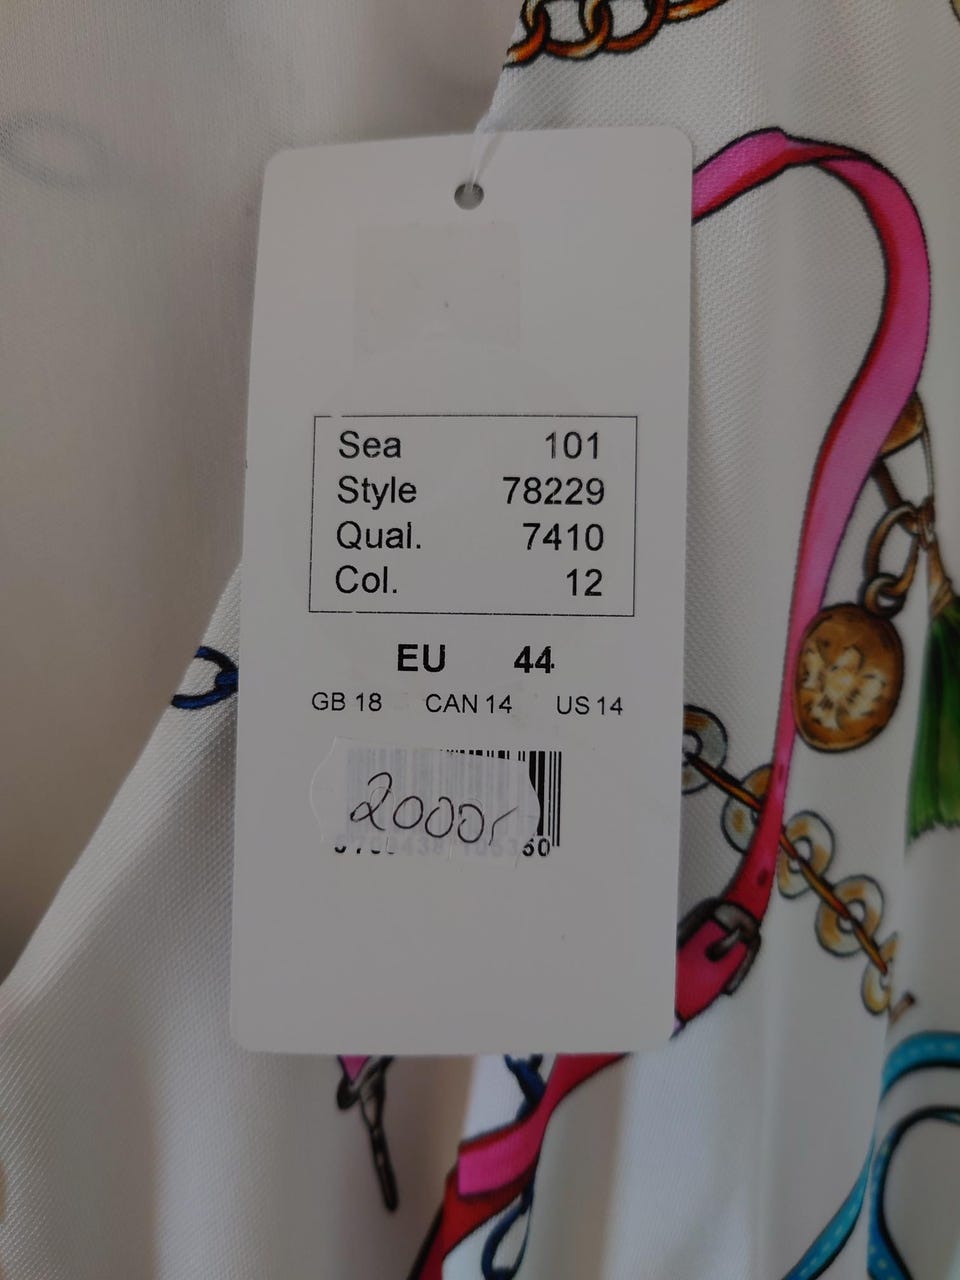 Sea 101
Style 78229
Qual. 7410
Col. 12
EU 44
GB 18 CAN 14 US 14
2000,-